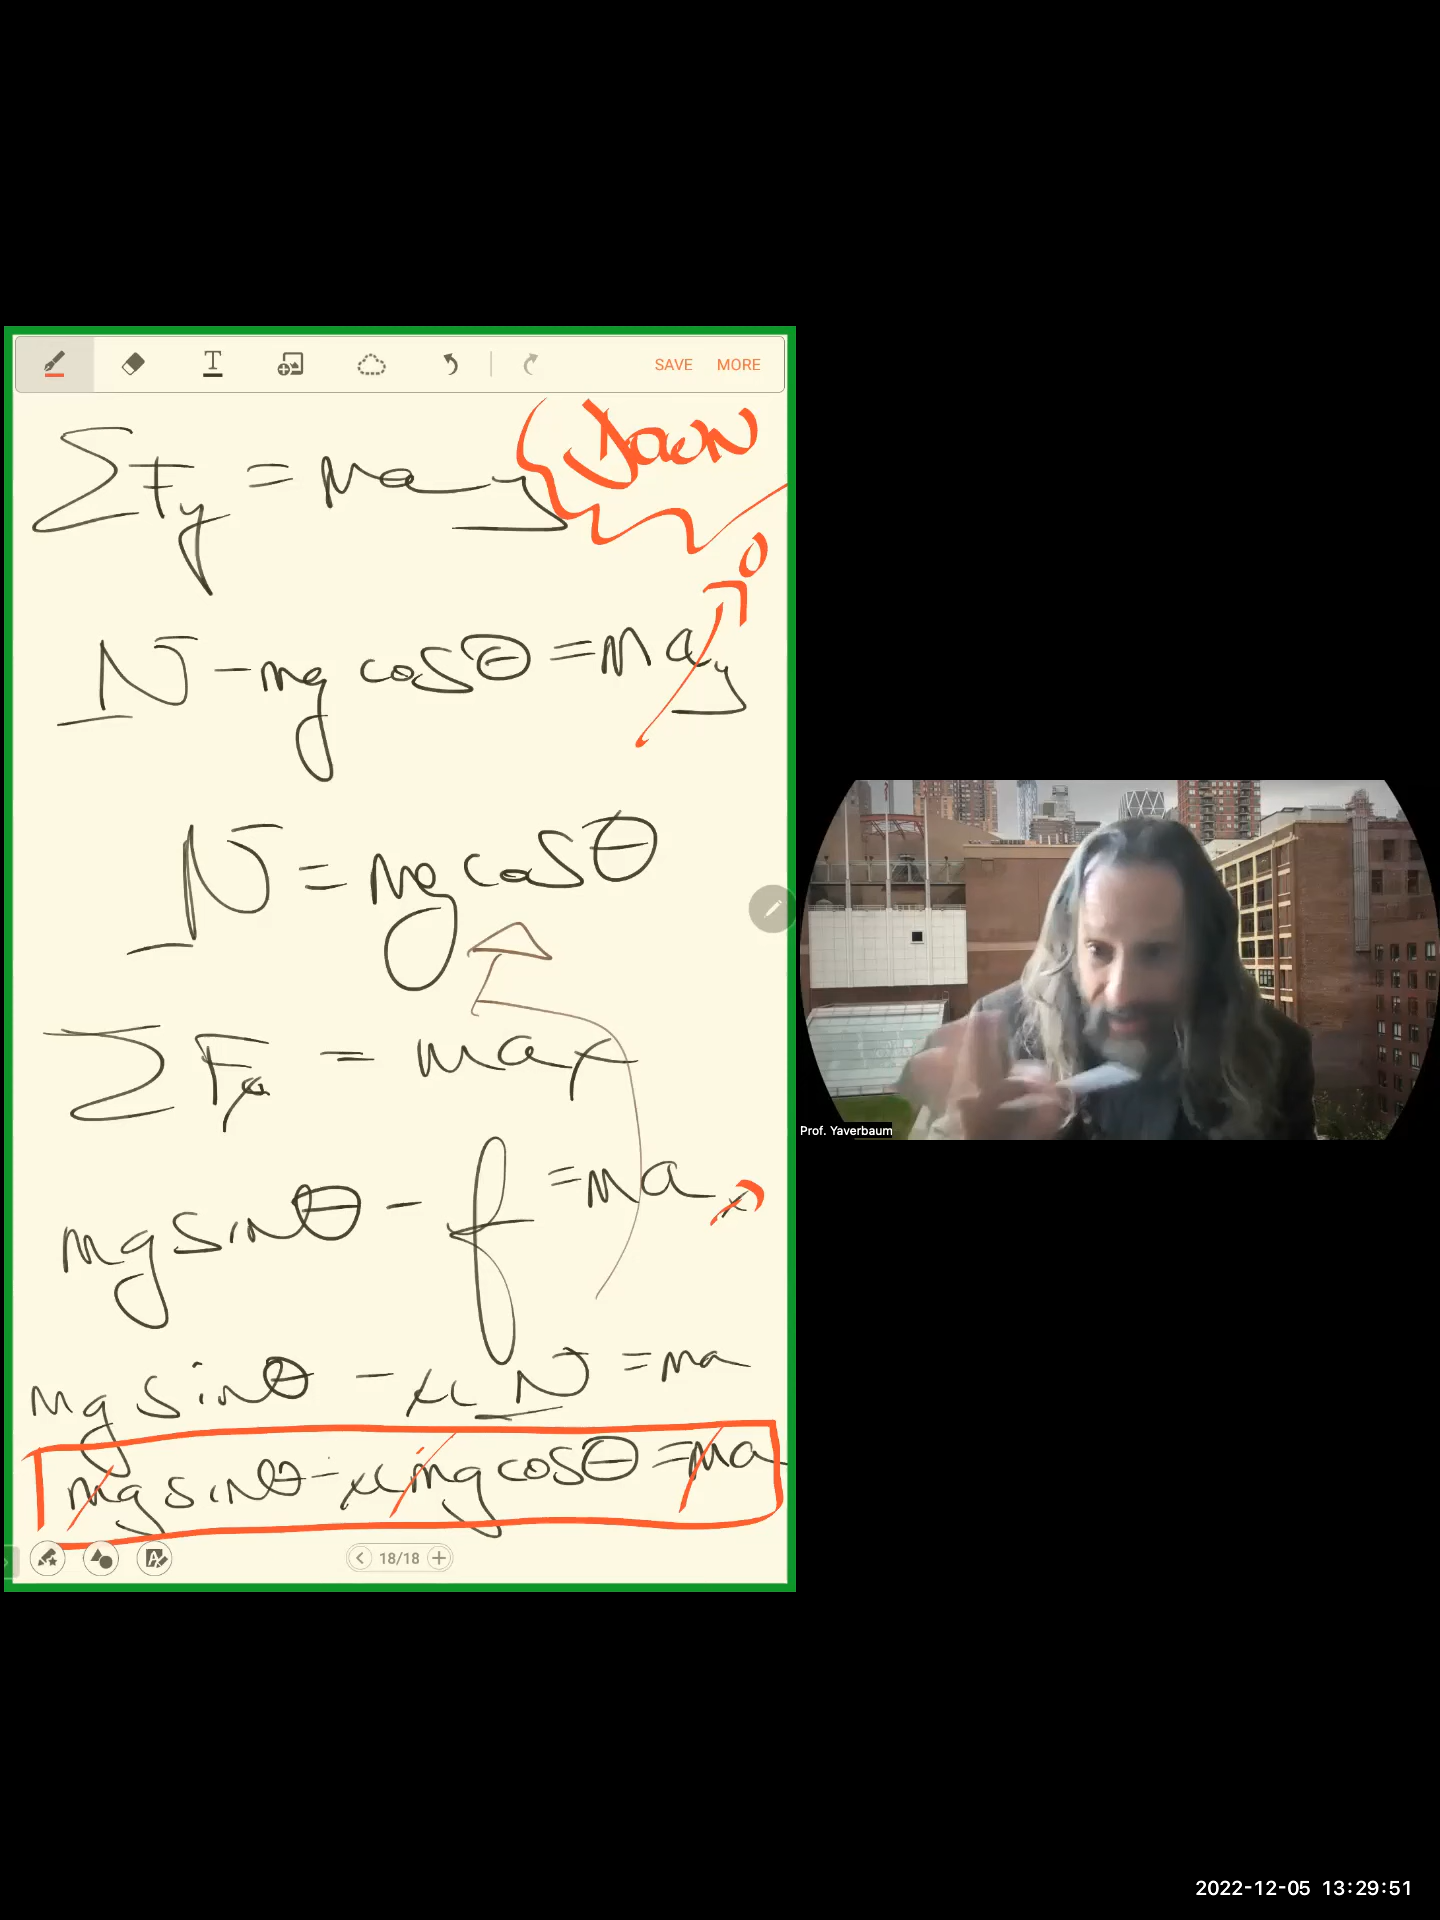 SAVE MORE
ΣFy = may Down
N - mg cosθ = may 0
N = mg cosθ
ΣFx = max
mg sinθ - f = max
mg sinθ - μN = ma
mg sinθ - μmg cosθ = ma
18/18
Prof. Yaverbaum
2022-12-05 13:29:51